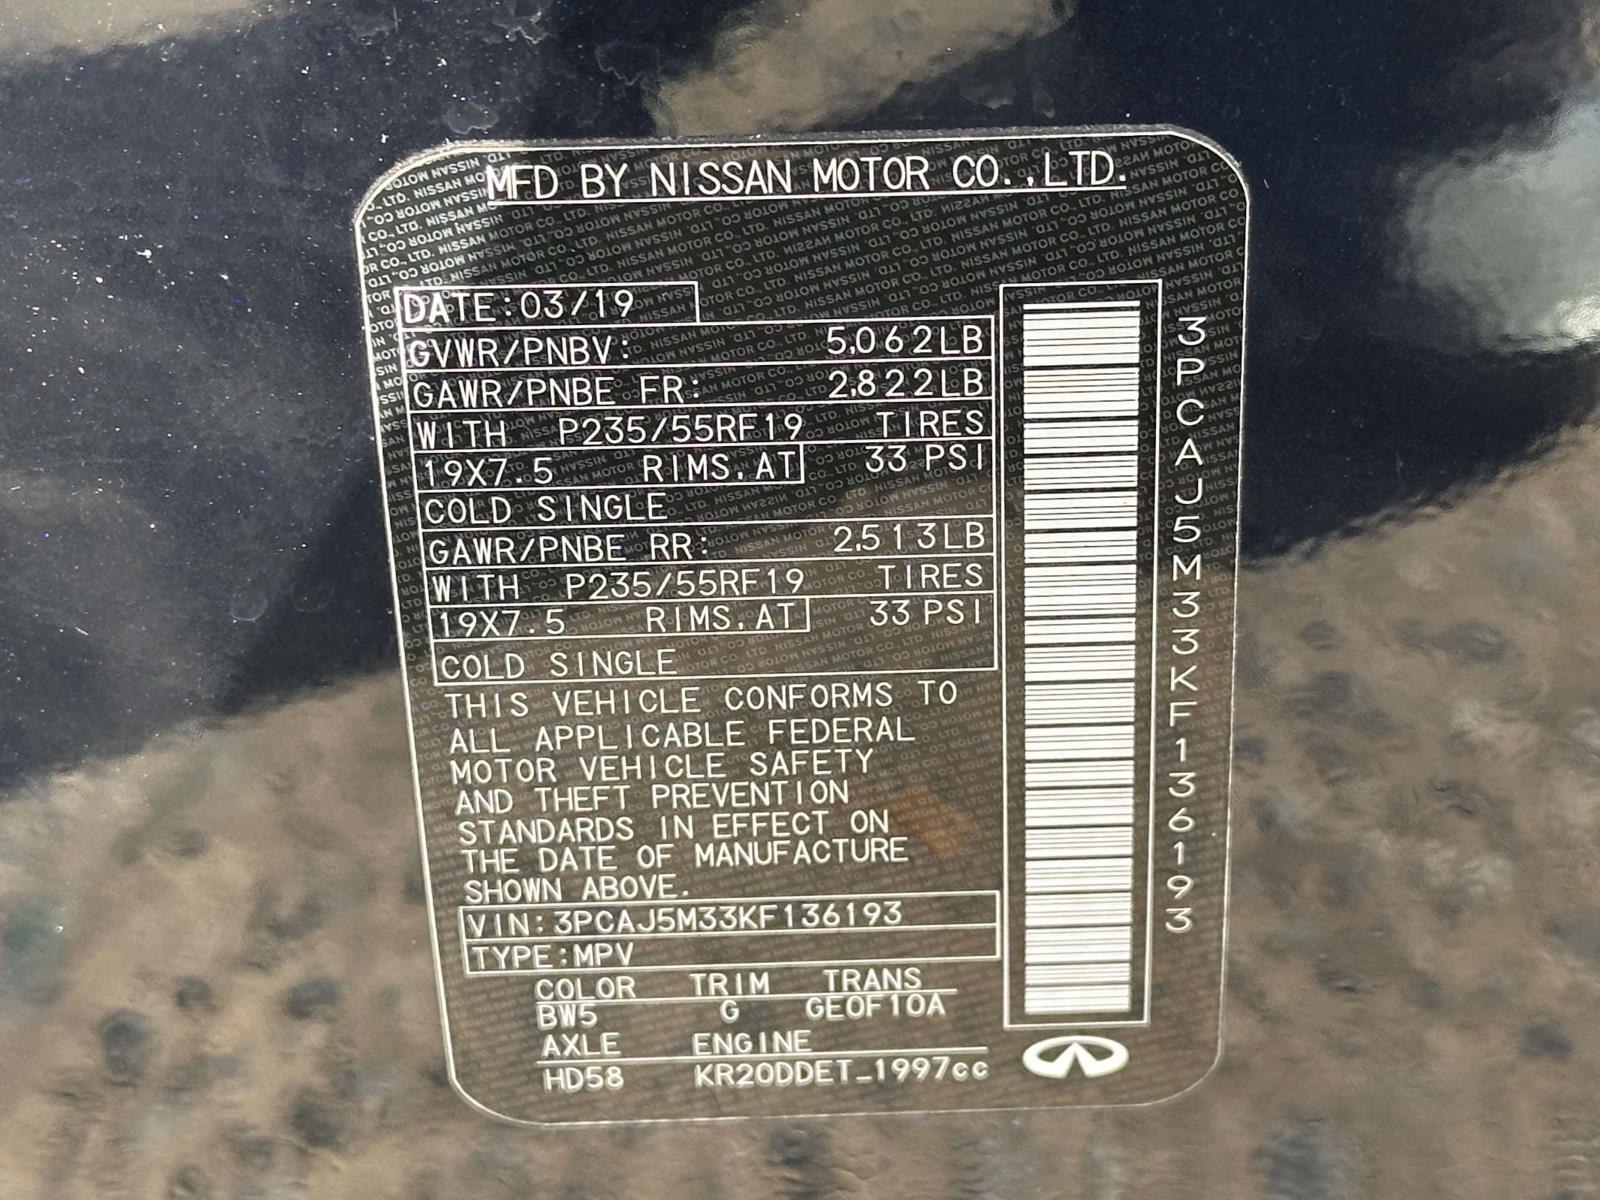 MFD BY NISSAN MOTOR CO.,LTD.
DATE:03/19
GVWR/PNBV: 5,062LB
GAWR/PNBE FR: 2,822LB
WITH P235/55RF19 TIRES
19X7.5 RIMS,AT 33 PSI
COLD SINGLE
GAWR/PNBE RR: 2,513LB
WITH P235/55RF19 TIRES
19X7.5 RIMS,AT 33 PSI
COLD SINGLE
THIS VEHICLE CONFORMS TO
ALL APPLICABLE FEDERAL
MOTOR VEHICLE SAFETY
AND THEFT PREVENTION
STANDARDS IN EFFECT ON
THE DATE OF MANUFACTURE
SHOWN ABOVE.
VIN:3PCAJ5M33KF136193
TYPE:MPV
COLOR TRIM TRANS
BW5 G GEOF10A
AXLE ENGINE
HD58 KR20DDET_1997cc
3PCAJ5M33KF136193